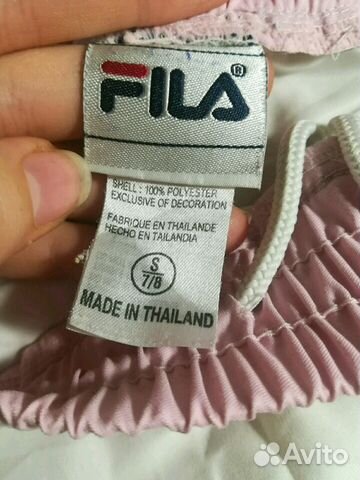 FILA®
SHELL: 100% POLYESTER
EXCLUSIVE OF DECORATION
FABRIQUE EN THAILANDE
HECHO EN TAILANDIA
S
7/8
MADE IN THAILAND
Avito